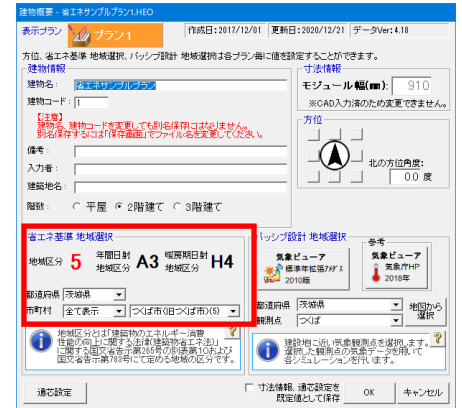 建物概要 - 省エネサンプルプラン1.HEO
表示プラン プラン1 作成日:2017/12/01 更新日:2020/12/21 データVer:4.18
方位、省エネ基準 地域選択、パッシブ設計 地域選択は各プラン毎に値を設定することができます。
建物情報
建物名: 省エネサンプルプラン
建物コード: 1
【注意】
建物名、建物コードを変更しても別名保存にはなりません。
別名保存するには「保存画面」でファイル名を変更してください。
備考:
入力者:
建築地名:
階数: 平屋 2階建て 3階建て
寸法情報
モジュール幅(mm): 910
※CAD入力済のため変更できません。
方位
北の方位角度:
0.0 度
省エネ基準 地域選択
地域区分 5 年間日射地域区分 A3 暖房期日射地域区分 H4
都道府県 茨城県
市町村 全て表示 つくば市(旧つくば市)(5)
地域区分とは「建築物のエネルギー消費
性能の向上に関する法律(建築物省エネ法)」
に関する国交省告示第265号の別表第10および
国交省告示第783号にて定める地域の区分です。
パッシブ設計 地域選択
気象ビューア
標準年拡張アメダス
2010版
参考
気象ビューア
気象庁HP
2018年
都道府県 茨城県
観測点 つくば
地図から
選択
建設地に近い気象観測点を選択します。
選択した観測点の気象データを用いて
各シミュレーションを行います。
適芯設定
寸法情報、適芯設定を
既定値として保存
OK
キャンセル